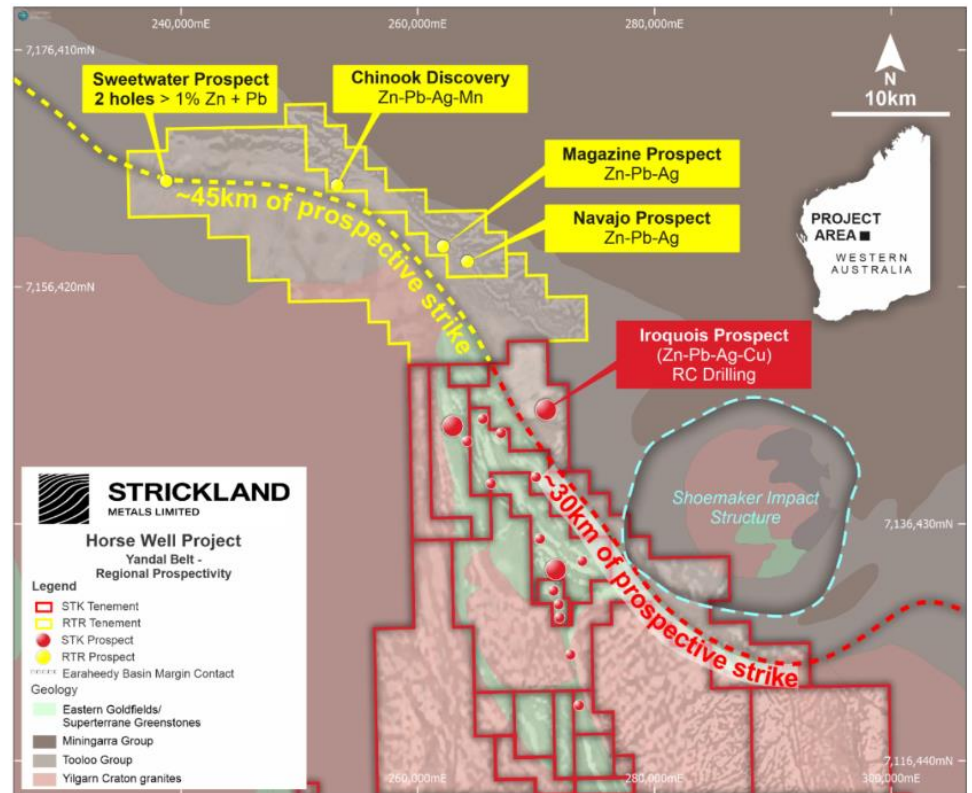 240,000mE
260,000mE
280,000mE
7,176,410mN
Sweetwater Prospect
2 holes > 1% Zn + Pb
Chinook Discovery
Zn-Pb-Ag-Mn
N
10km
Magazine Prospect
Zn-Pb-Ag
Navajo Prospect
Zn-Pb-Ag
PROJECT
AREA
WESTERN
AUSTRALIA
~45km of prospective strike
7,156,420mN
Iroquois Prospect
(Zn-Pb-Ag-Cu)
RC Drilling
Shoemaker Impact
Structure
7,136,430mN
~30km of prospective strike
STRICKLAND
METALS LIMITED
Horse Well Project
Yandal Belt -
Regional Prospectivity
Legend
STK Tenement
RTR Tenement
STK Prospect
RTR Prospect
Earaheedy Basin Margin Contact
Geology
Eastern Goldfields/
Superterrane Greenstones
Miningarra Group
Tooloo Group
Yilgarn Craton granites
7,116,440mN
260,000mE
280,000mE
300,000mE